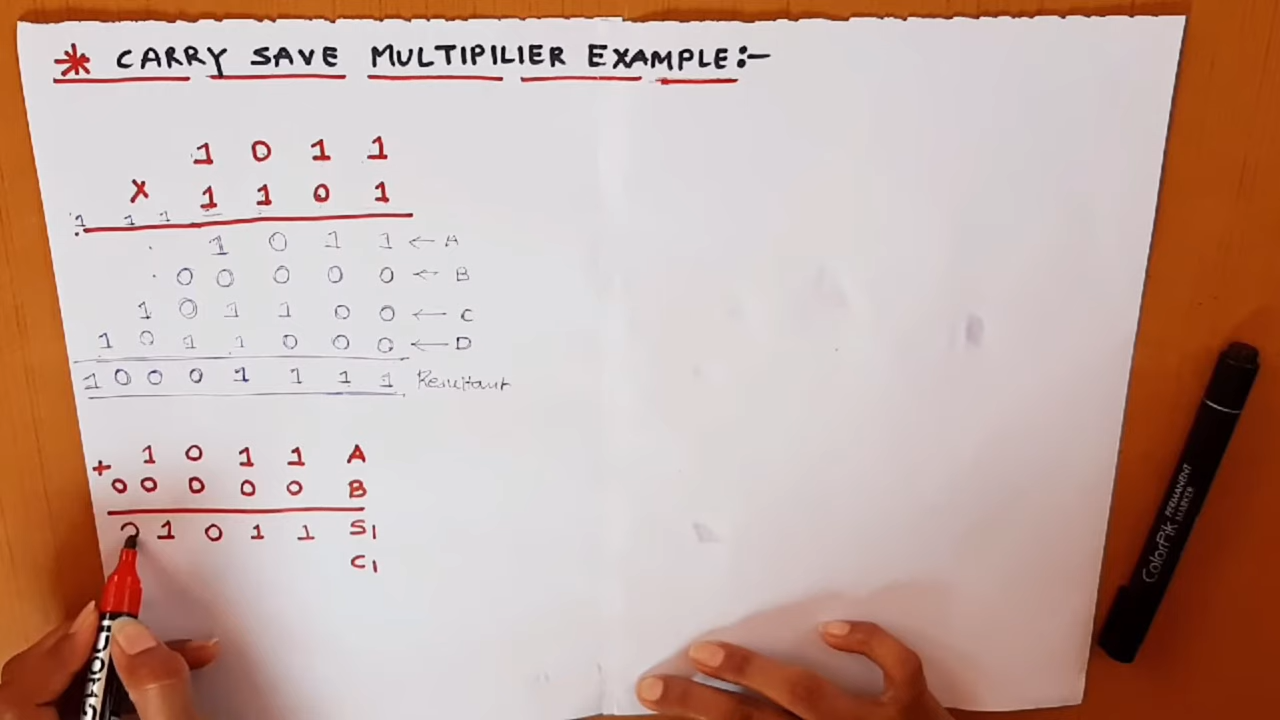 * CARRY SAVE MULTIPILIER EXAMPLE:-
1 0 1 1
X 1 1 0 1
1 1 1
1 0 1 1 ← A
0 0 0 0 0 ← B
1 0 1 1 0 0 ← C
1 0 1 1 0 0 0 ← D
1 0 0 0 1 1 1 1 Resultant
1 0 1 1 A
+ 0 0 0 0 0 B
0 1 0 1 1 S1
C1
ColorPik PERMANENT MARKER